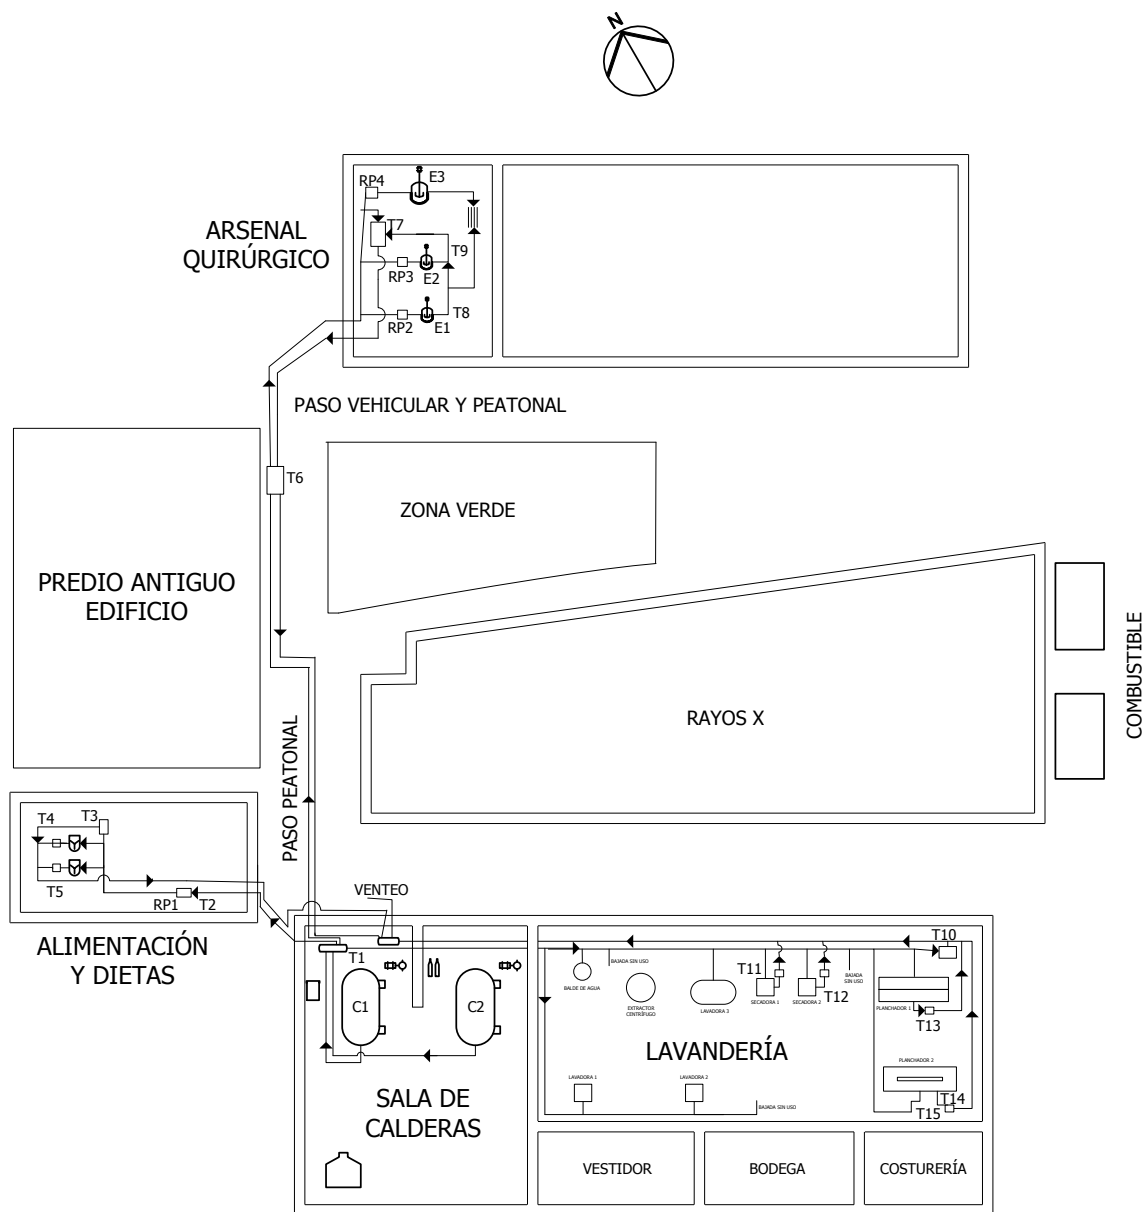 N
E3
RP4
ARSENAL
QUIRÚRGICO
T7
T9
RP3
E2
T8
RP2
E1
PASO VEHICULAR Y PEATONAL
T6
ZONA VERDE
PREDIO ANTIGUO
EDIFICIO
COMBUSTIBLE
RAYOS X
PASO PEATONAL
T4
T3
T5
RP1
T2
VENTEO
ALIMENTACIÓN
Y DIETAS
T1
T10
BAJADA SIN USO
T11
T12
BAJADA
SIN USO
BALDE DE AGUA
EXTRACTOR
CENTRÍFUGO
LAVADORA 3
SECADORA 1
SECADORA 2
PLANCHADOR 1
C1
C2
T13
LAVANDERÍA
PLANCHADOR 2
LAVADORA 1
LAVADORA 2
BAJADA SIN USO
T14
T15
SALA DE
CALDERAS
VESTIDOR
BODEGA
COSTURERÍA